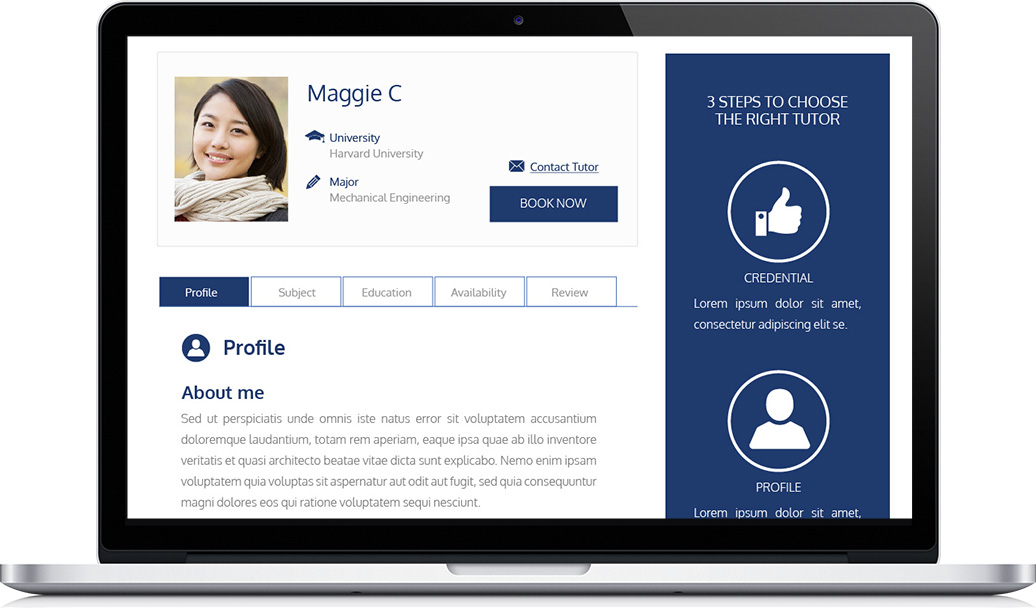 Maggie C
University
Harvard University
Major
Mechanical Engineering
Contact Tutor
BOOK NOW
Profile
Subject
Education
Availability
Review
Profile
About me
Sed ut perspiciatis unde omnis iste natus error sit voluptatem accusantium
doloremque laudantium, totam rem aperiam, eaque ipsa quae ab illo inventore
veritatis et quasi architecto beatae vitae dicta sunt explicabo. Nemo enim ipsam
voluptatem quia voluptas sit aspernatur aut odit aut fugit, sed quia consequuntur
magni dolores eos qui ratione voluptatem sequi nesciunt.
3 STEPS TO CHOOSE
THE RIGHT TUTOR
CREDENTIAL
Lorem ipsum dolor sit amet,
consectetur adipiscing elit se.
PROFILE
Lorem ipsum dolor sit amet,